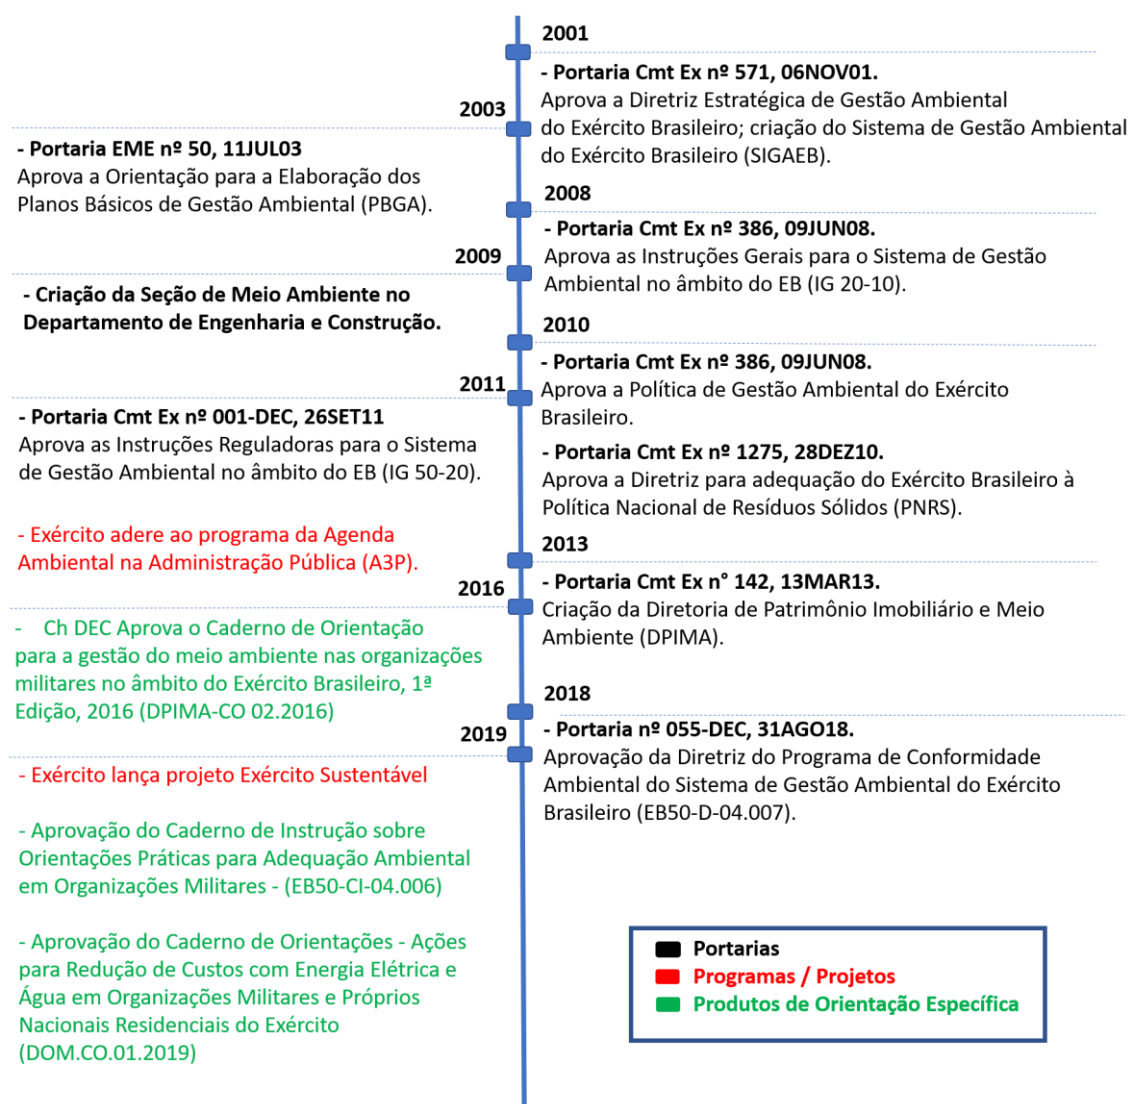 2001
- Portaria Cmt Ex nº 571, 06NOV01.
Aprova a Diretriz Estratégica de Gestão Ambiental
do Exército Brasileiro; criação do Sistema de Gestão Ambiental
do Exército Brasileiro (SIGAEB).
2003
- Portaria EME nº 50, 11JUL03
Aprova a Orientação para a Elaboração dos
Planos Básicos de Gestão Ambiental (PBGA).
2008
- Portaria Cmt Ex nº 386, 09JUN08.
Aprova as Instruções Gerais para o Sistema de Gestão
Ambiental no âmbito do EB (IG 20-10).
2009
- Criação da Seção de Meio Ambiente no
Departamento de Engenharia e Construção.
2010
- Portaria Cmt Ex nº 386, 09JUN08.
Aprova a Política de Gestão Ambiental do Exército
Brasileiro.
- Portaria Cmt Ex nº 1275, 28DEZ10.
Aprova a Diretriz para adequação do Exército Brasileiro à
Política Nacional de Resíduos Sólidos (PNRS).
2011
- Portaria Cmt Ex nº 001-DEC, 26SET11
Aprova as Instruções Reguladoras para o Sistema
de Gestão Ambiental no âmbito do EB (IG 50-20).
- Exército adere ao programa da Agenda
Ambiental na Administração Pública (A3P).
2013
- Portaria Cmt Ex n° 142, 13MAR13.
Criação da Diretoria de Patrimônio Imobiliário e Meio
Ambiente (DPIMA).
2016
- Ch DEC Aprova o Caderno de Orientação
para a gestão do meio ambiente nas organizações
militares no âmbito do Exército Brasileiro, 1ª
Edição, 2016 (DPIMA-CO 02.2016)
2018
- Portaria nº 055-DEC, 31AGO18.
Aprovação da Diretriz do Programa de Conformidade
Ambiental do Sistema de Gestão Ambiental do Exército
Brasileiro (EB50-D-04.007).
2019
- Exército lança projeto Exército Sustentável
- Aprovação do Caderno de Instrução sobre
Orientações Práticas para Adequação Ambiental
em Organizações Militares - (EB50-CI-04.006)
- Aprovação do Caderno de Orientações - Ações
para Redução de Custos com Energia Elétrica e
Água em Organizações Militares e Próprios
Nacionais Residenciais do Exército
(DOM.CO.01.2019)
Portarias
Programas / Projetos
Produtos de Orientação Específica